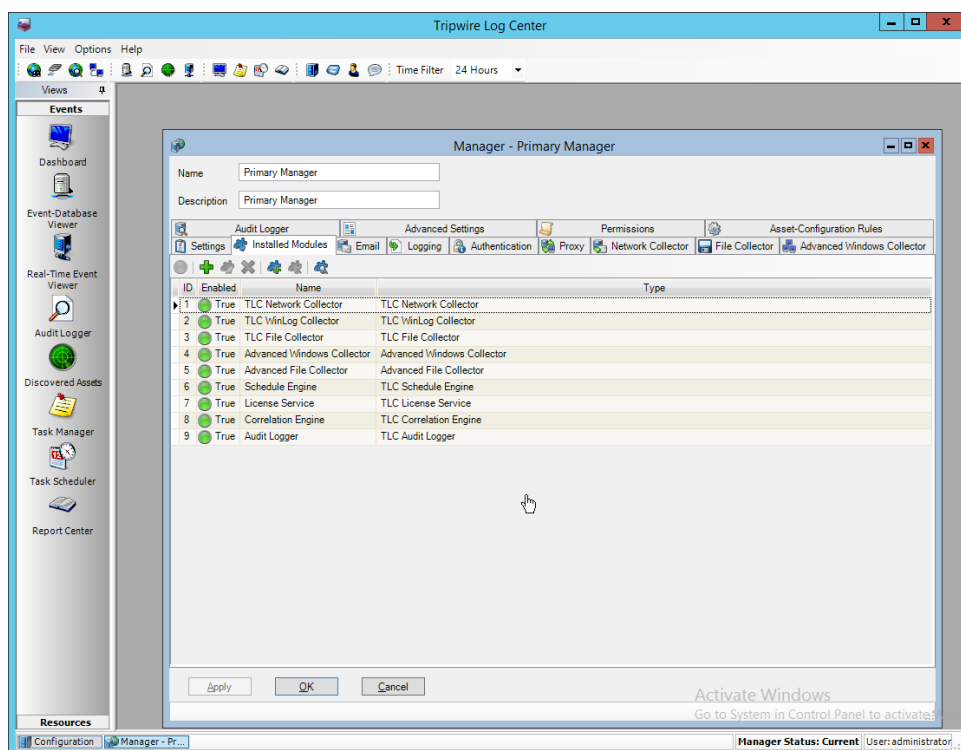 Tripwire Log Center
File View Options Help
Time Filter 24 Hours
Views
Events
Dashboard
Event-Database
Viewer
Real-Time Event
Viewer
Audit Logger
Discovered Assets
Task Manager
Task Scheduler
Report Center
Resources
Manager - Primary Manager
Name Primary Manager
Description Primary Manager
Audit Logger Advanced Settings Permissions Asset-Configuration Rules
Settings Installed Modules Email Logging Authentication Proxy Network Collector File Collector Advanced Windows Collector
ID Enabled Name Type
1 True TLC Network Collector TLC Network Collector
2 True TLC WinLog Collector TLC WinLog Collector
3 True TLC File Collector TLC File Collector
4 True Advanced Windows Collector Advanced Windows Collector
5 True Advanced File Collector Advanced File Collector
6 True Schedule Engine TLC Schedule Engine
7 True License Service TLC License Service
8 True Correlation Engine TLC Correlation Engine
9 True Audit Logger TLC Audit Logger
Apply OK Cancel
Activate Windows
Go to System in Control Panel to activate
Configuration Manager - Pr...
Manager Status: Current User: administrator